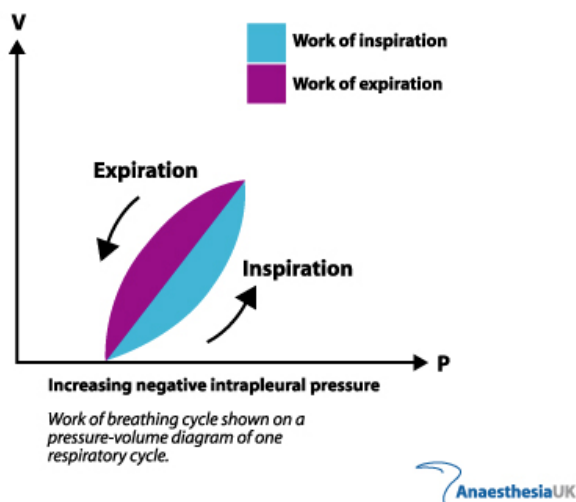 V
Work of inspiration
Work of expiration
Expiration
Inspiration
P
Increasing negative intrapleural pressure
Work of breathing cycle shown on a
pressure-volume diagram of one
respiratory cycle.
AnaesthesiaUK